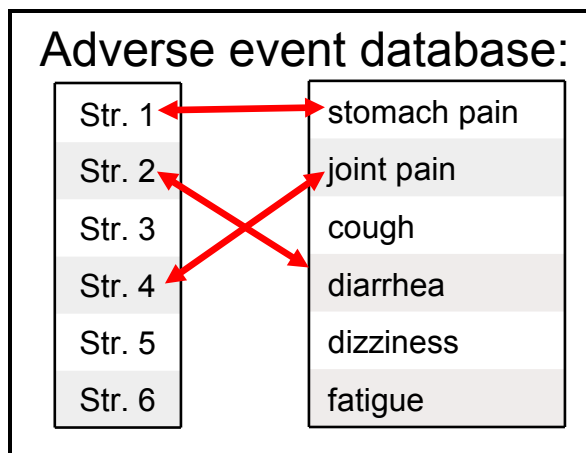 Adverse event database:
Str. 1 stomach pain
Str. 2 joint pain
Str. 3 cough
Str. 4 diarrhea
Str. 5 dizziness
Str. 6 fatigue